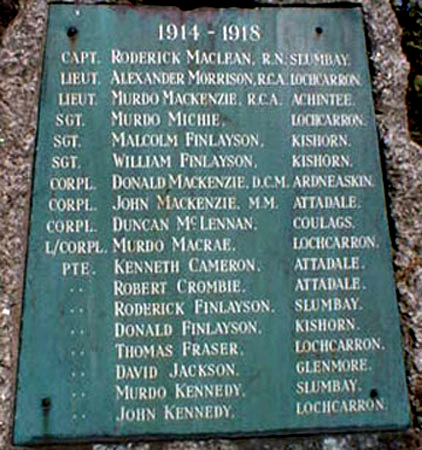 1914 - 1918
CAPT. RODERICK MACLEAN, R.N. SLUMBAY.
LIEUT. ALEXANDER MORRISON, R.C.A. LOCHCARRON.
LIEUT. MURDO MACKENZIE, R.C.A. ACHINTEE.
SGT. MURDO MICHIE, LOCHCARRON.
SGT. MALCOLM FINLAYSON, KISHORN.
SGT. WILLIAM FINLAYSON, KISHORN.
CORPL. DONALD MACKENZIE, D.C.M. ARDNEASKIN.
CORPL. JOHN MACKENZIE, M.M. ATTADALE.
CORPL. DUNCAN McLENNAN, COULAGS.
L/CORPL. MURDO MACRAE. LOCHCARRON.
PTE. KENNETH CAMERON. ATTADALE.
.. ROBERT CROMBIE. ATTADALE.
.. RODERICK FINLAYSON. SLUMBAY.
.. DONALD FINLAYSON. KISHORN.
.. THOMAS FRASER. LOCHCARRON.
.. DAVID JACKSON. GLENMORE.
.. MURDO KENNEDY. SLUMBAY.
.. JOHN KENNEDY. LOCHCARRON.